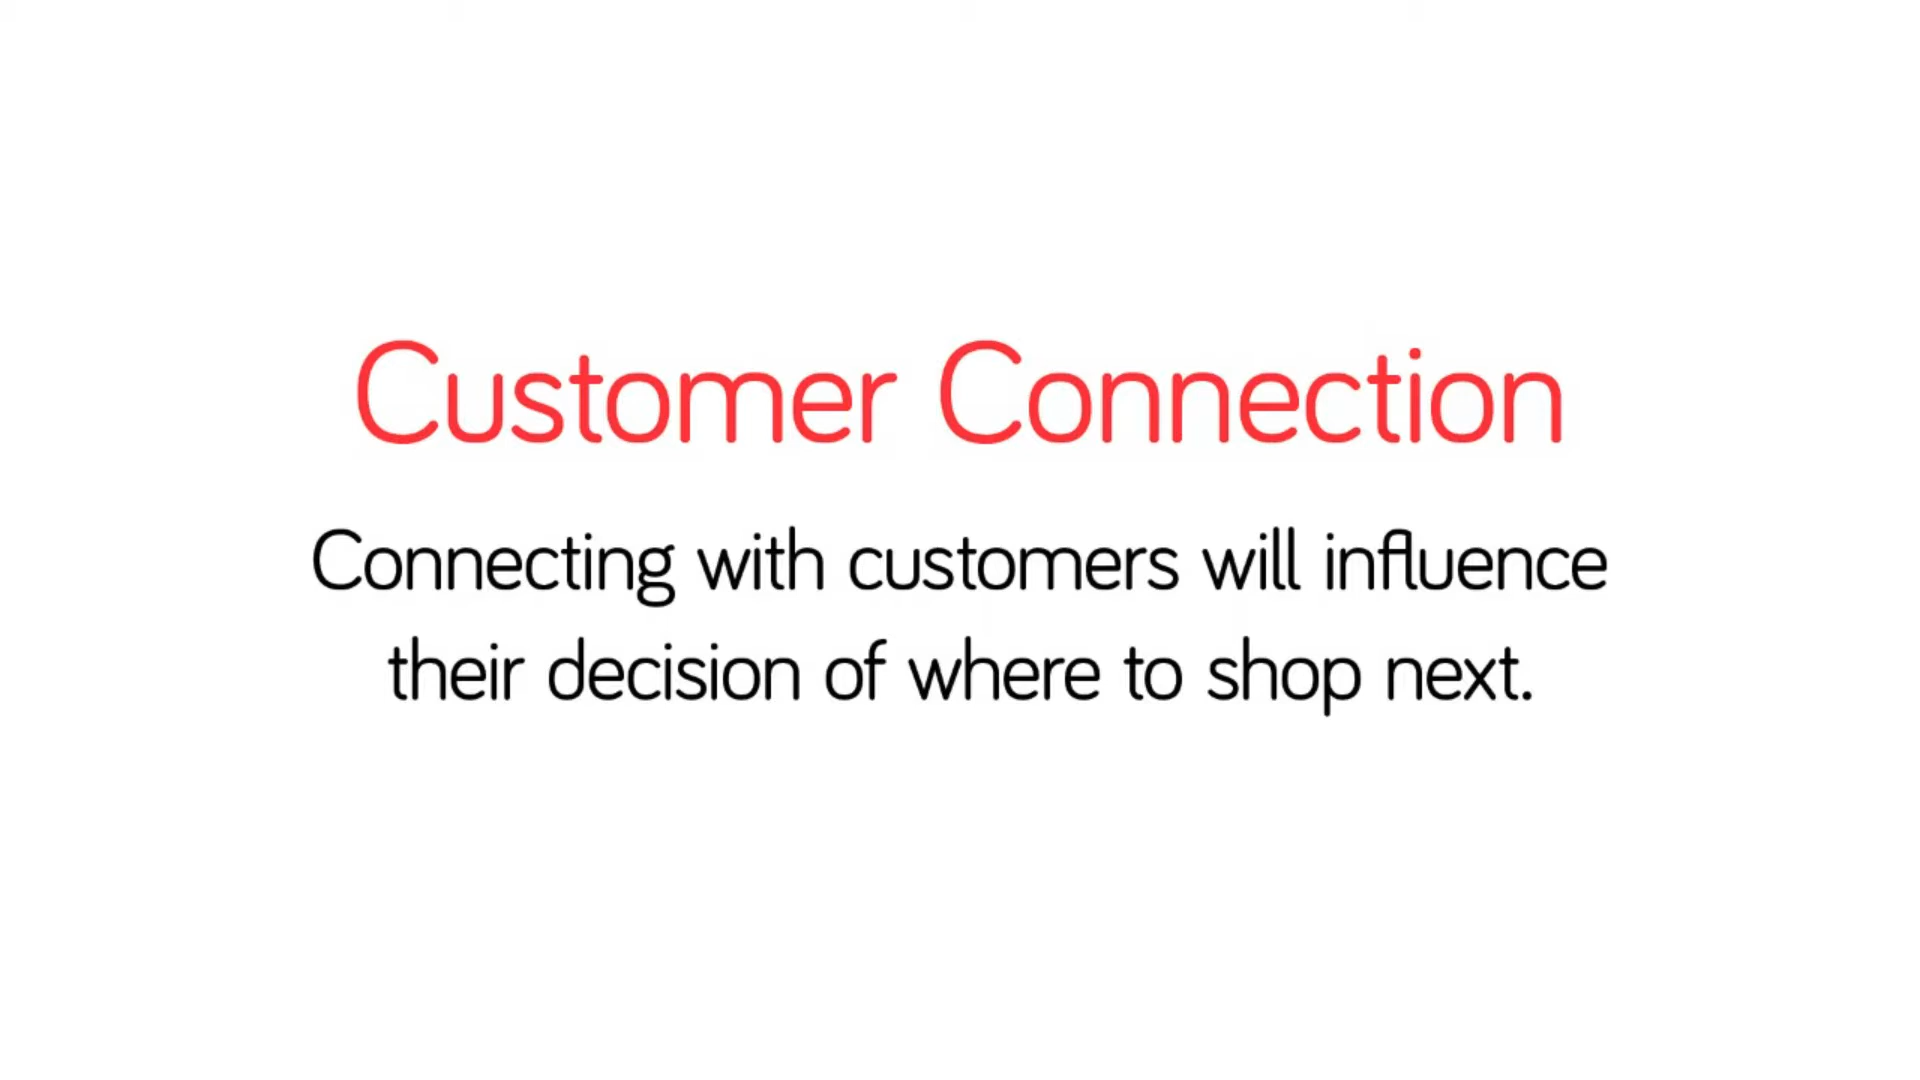 Customer Connection
Connecting with customers will influence
their decision of where to shop next.